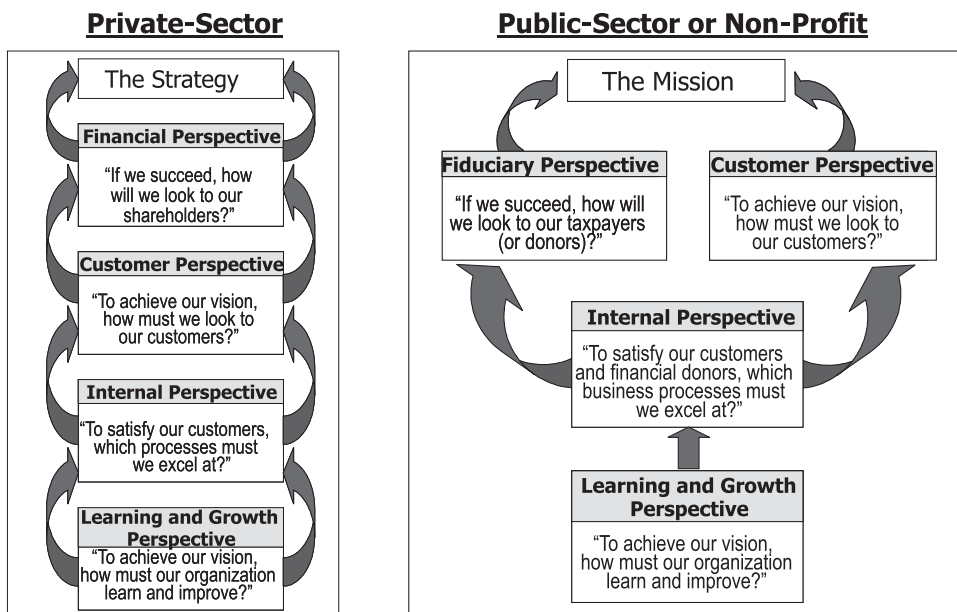 Private-Sector
The Strategy
Financial Perspective
“If we succeed, how
will we look to our
shareholders?”
Customer Perspective
“To achieve our vision,
how must we look to
our customers?”
Internal Perspective
“To satisfy our customers,
which processes must
we excel at?”
Learning and Growth
Perspective
“To achieve our vision,
how must our organization
learn and improve?”
Public-Sector or Non-Profit
The Mission
Fiduciary Perspective
“If we succeed, how will
we look to our taxpayers
(or donors)?”
Customer Perspective
“To achieve our vision,
how must we look to
our customers?”
Internal Perspective
“To satisfy our customers
and financial donors, which
business processes must
we excel at?”
Learning and Growth
Perspective
“To achieve our vision,
how must our organization
learn and improve?”